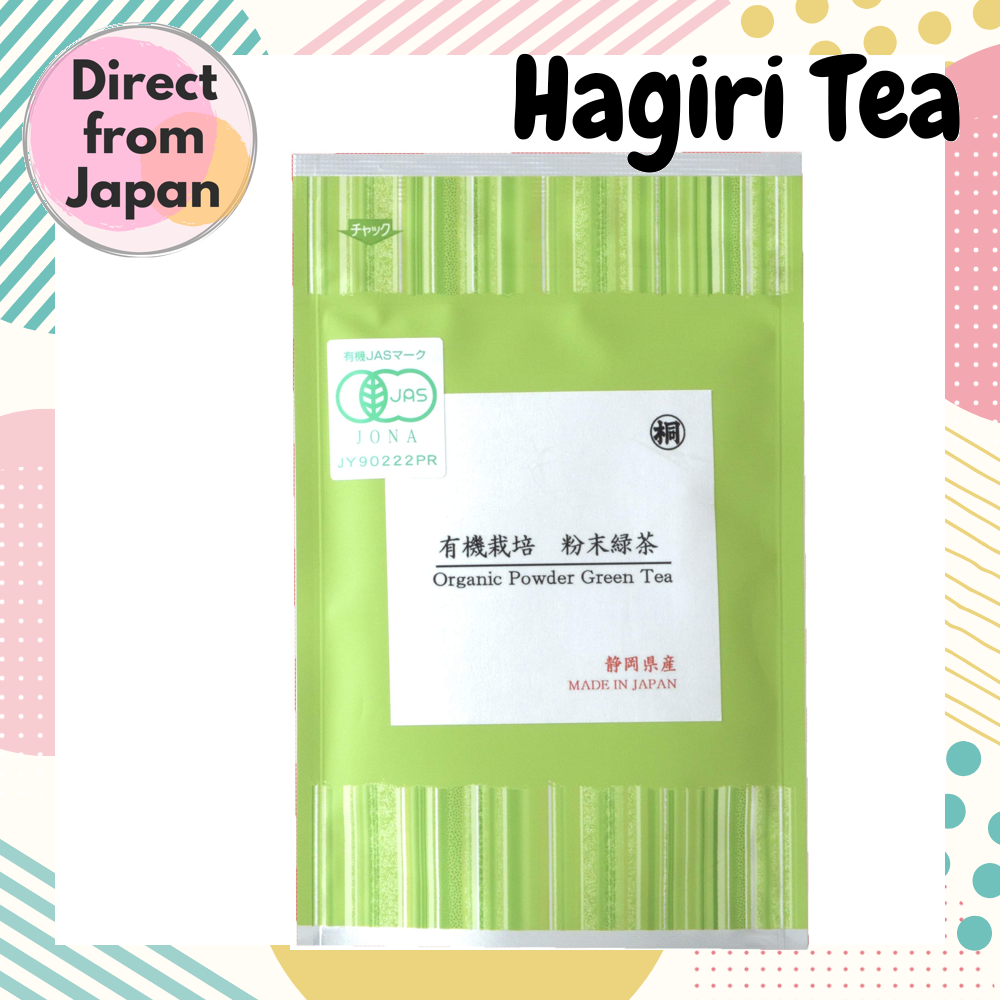 Direct
from
Japan
Hagiri Tea
チャック
有機JASマーク
JAS
JONA
JY90222PR
桐
有機栽培 粉末緑茶
Organic Powder Green Tea
静岡県産
MADE IN JAPAN